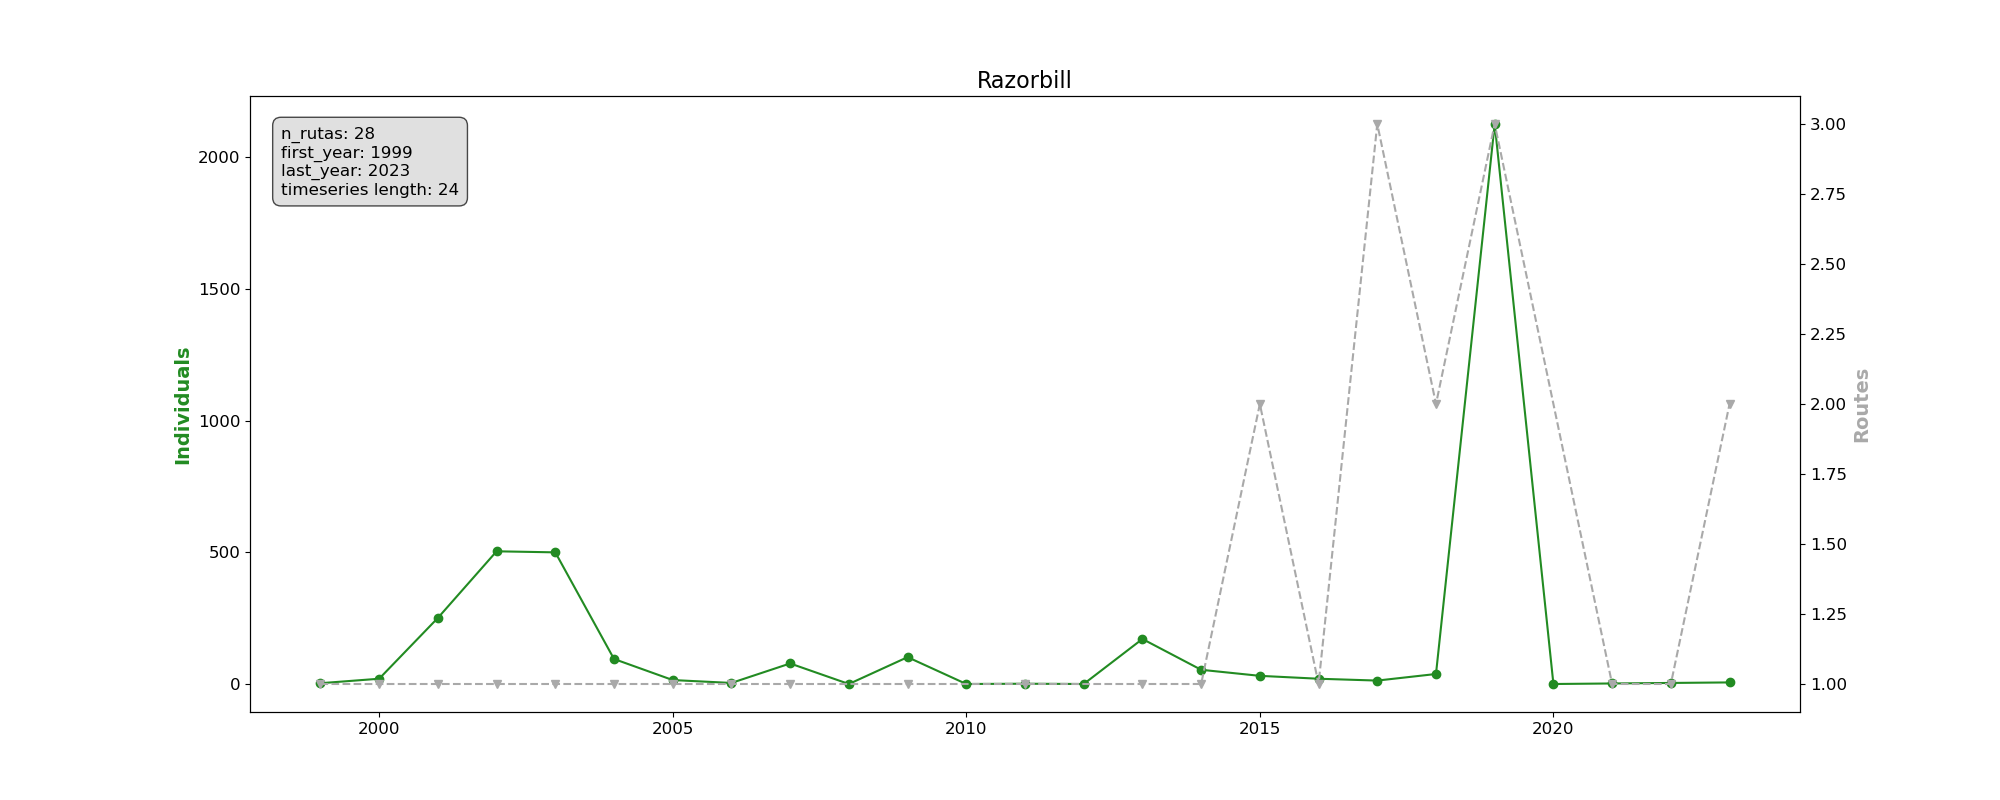 Razorbill
n_rutas: 28
first_year: 1999
last_year: 2023
timeseries length: 24
Individuals
2000
1500
1000
500
0
3.00
2.75
2.50
2.25
2.00
1.75
1.50
1.25
1.00
Routes
2000
2005
2010
2015
2020